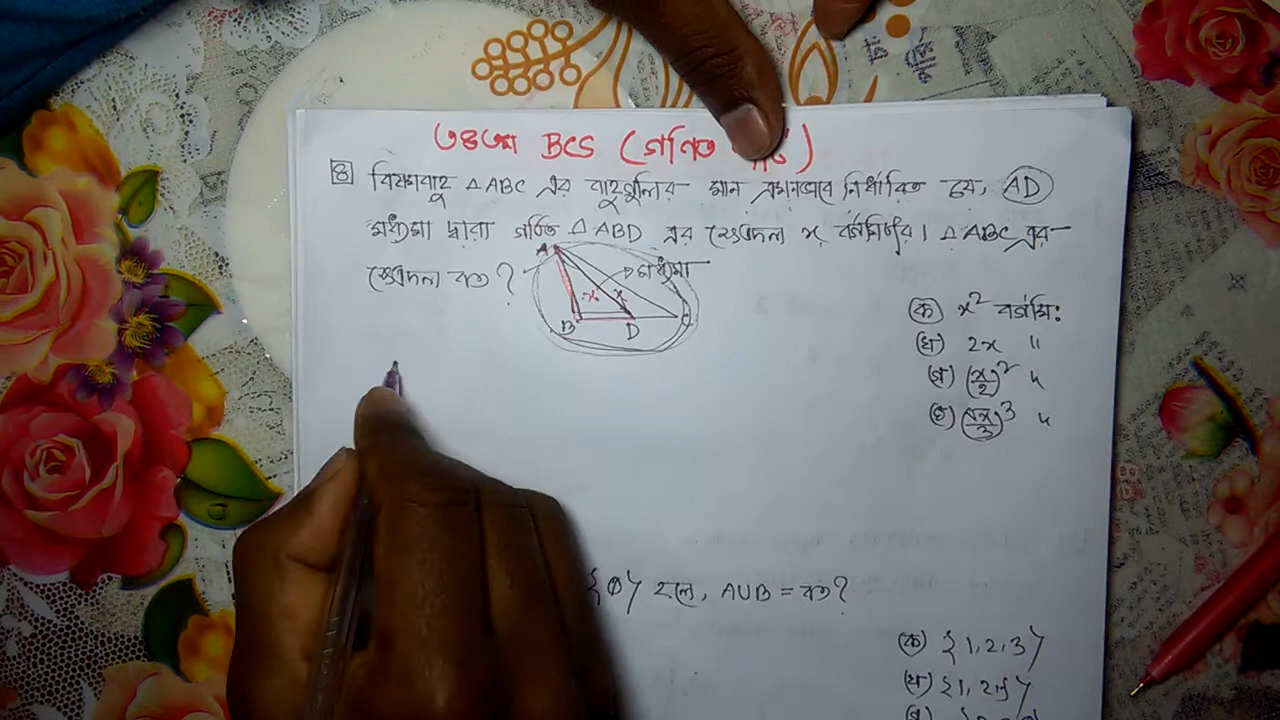 ৩৪তম BCS (গণিত
৪ বিষমবাহু △ABC এর বাহুগুলির মান এমনভাবে নির্ধারিত যে, AD
মধ্যমা দ্বারা গঠিত △ABD এর ক্ষেত্রফল x বর্গমিটার। △ABC এর
ক্ষেত্রফল কত?
A
মধ্যমা
x x
B D
(ক) x² বর্গমি:
(খ) 2x "
(গ) (x/2)² "
(ঘ) 3 "
হলে, AUB = কত?
(ক) {1,2,3}
(খ) {1,2,